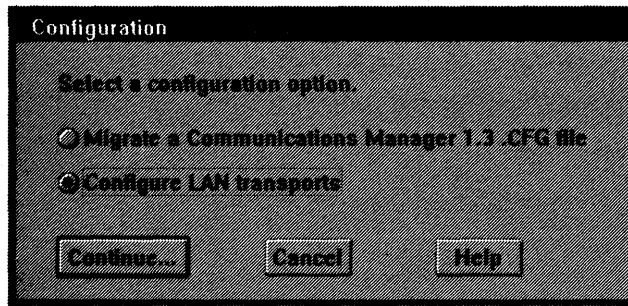 Configuration
Select a configuration option.
Migrate a Communications Manager 1.3 .CFG file
Configure LAN transports
Continue... Cancel Help